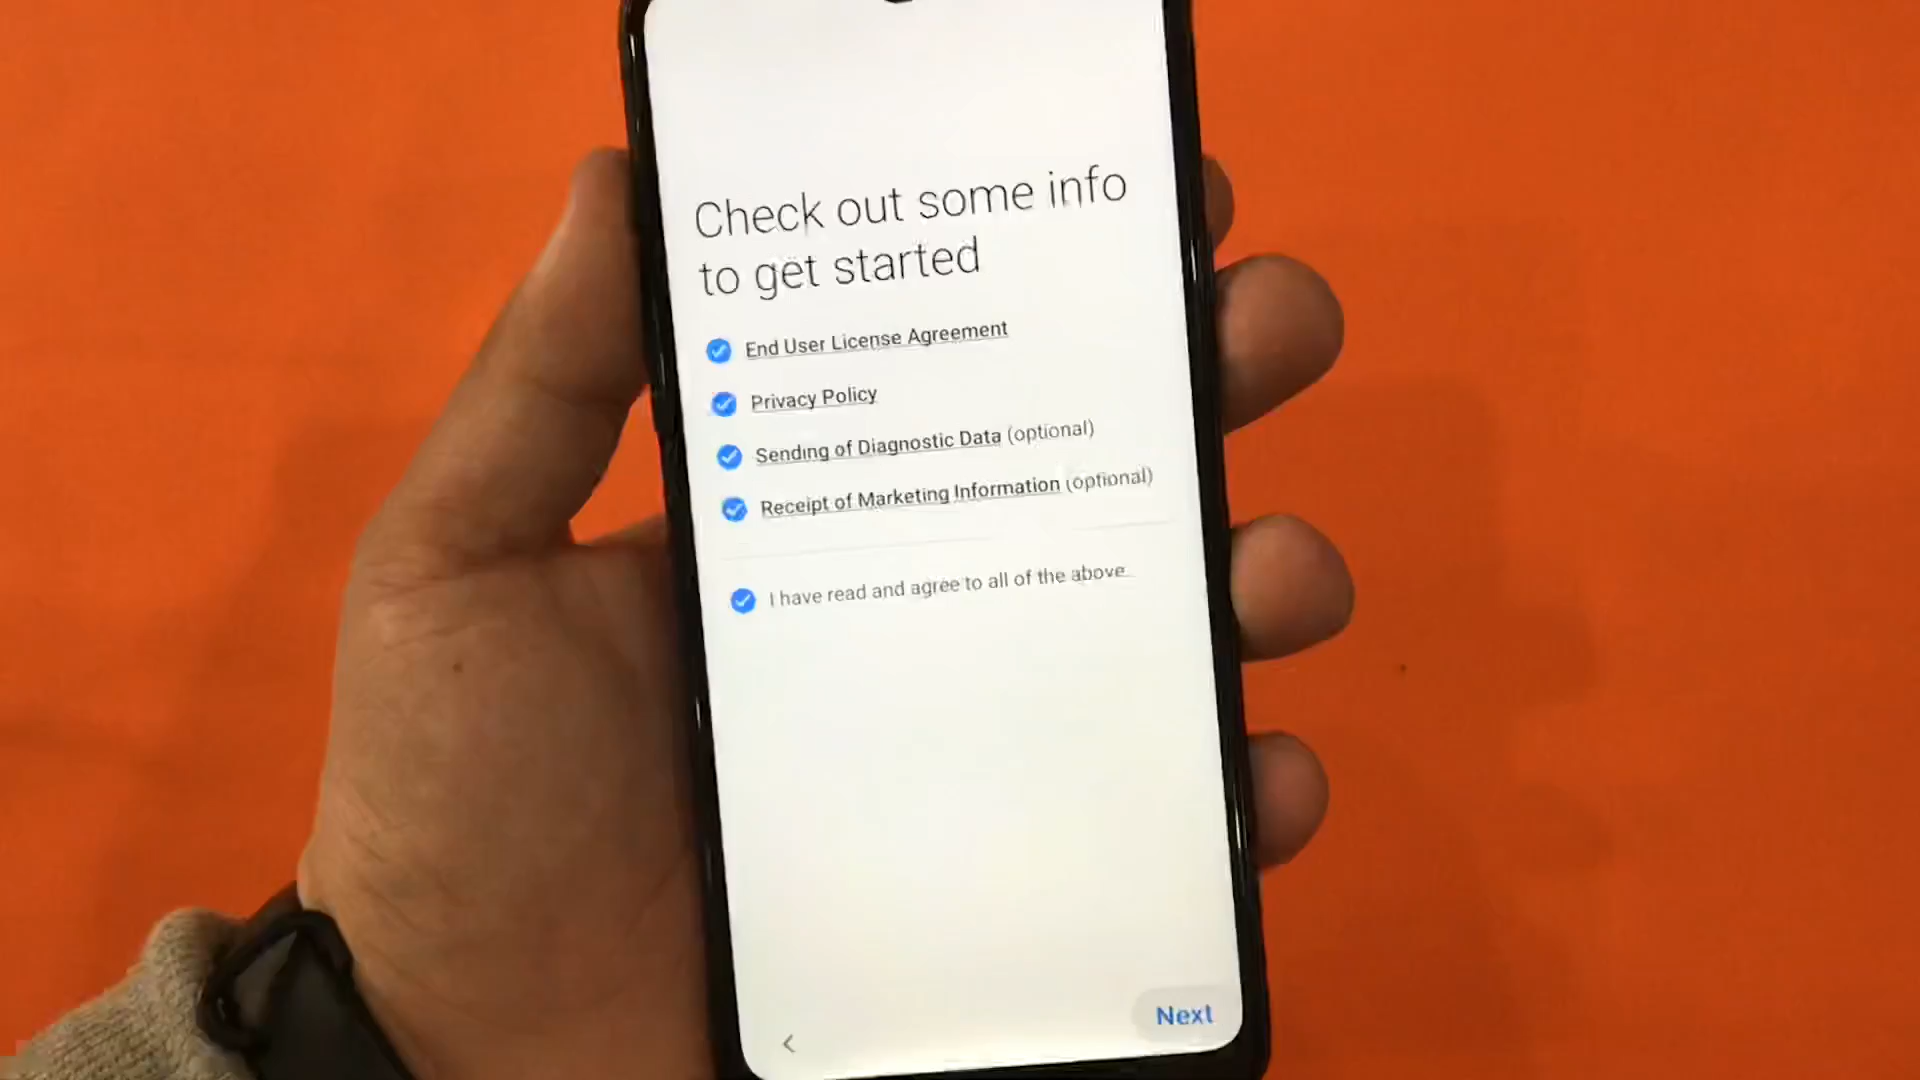 Check out some info
to get started
End User License Agreement
Privacy Policy
Sending of Diagnostic Data (optional)
Receipt of Marketing Information (optional)
I have read and agree to all of the above.
Next